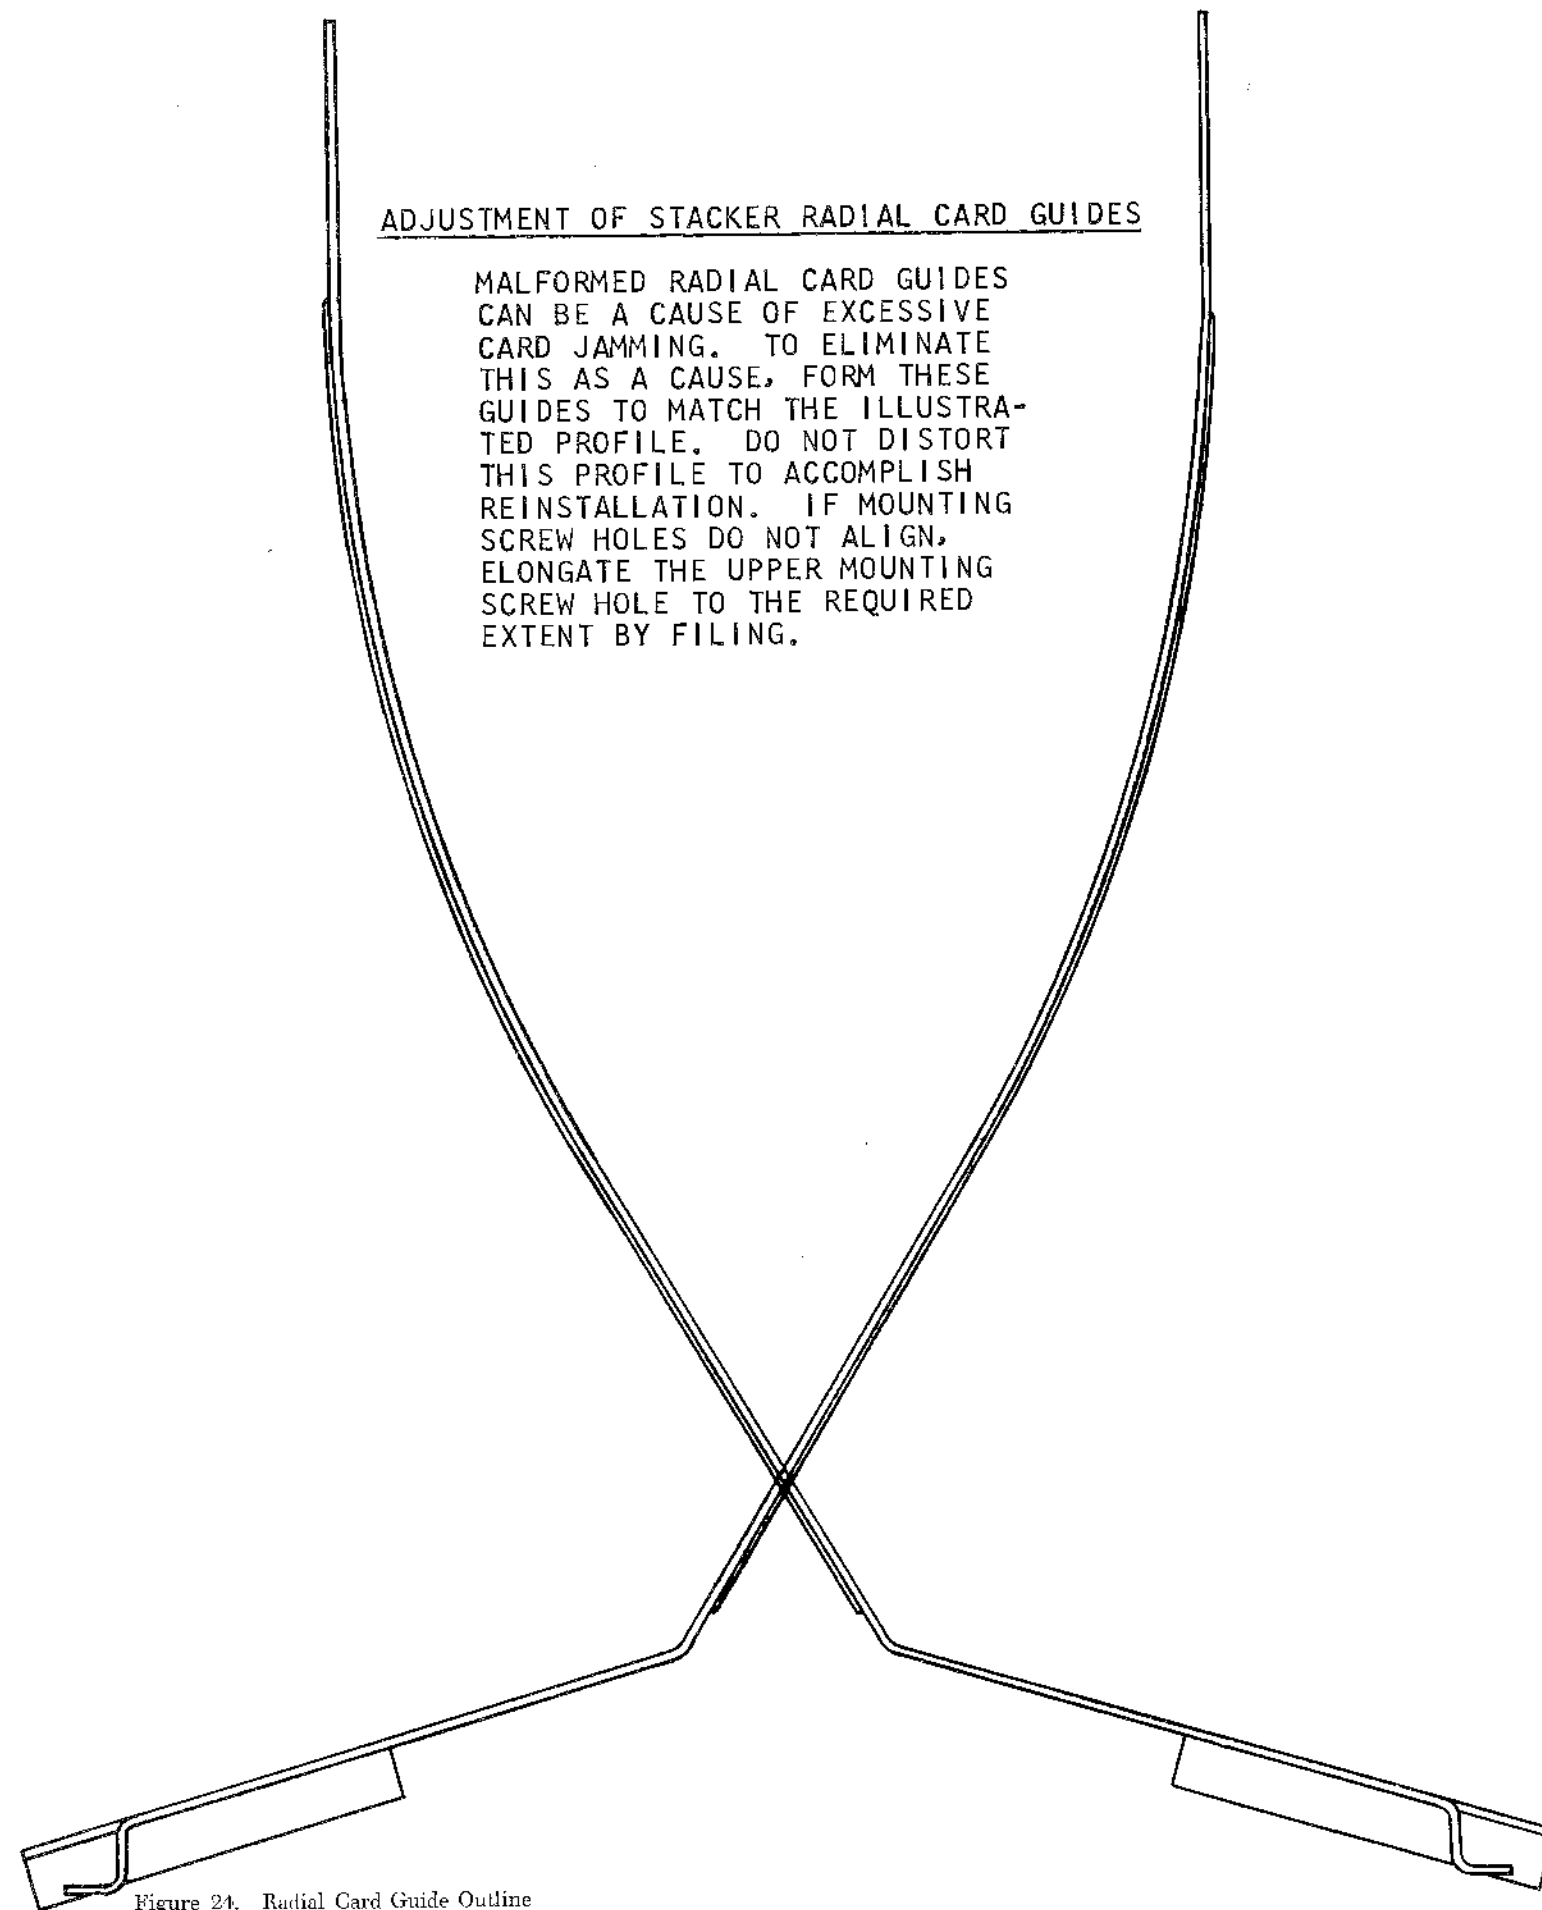 ADJUSTMENT OF STACKER RADIAL CARD GUIDES
MALFORMED RADIAL CARD GUIDES
CAN BE A CAUSE OF EXCESSIVE
CARD JAMMING. TO ELIMINATE
THIS AS A CAUSE, FORM THESE
GUIDES TO MATCH THE ILLUSTRA-
TED PROFILE. DO NOT DISTORT
THIS PROFILE TO ACCOMPLISH
REINSTALLATION. IF MOUNTING
SCREW HOLES DO NOT ALIGN,
ELONGATE THE UPPER MOUNTING
SCREW HOLE TO THE REQUIRED
EXTENT BY FILING.
Figure 24. Radial Card Guide Outline